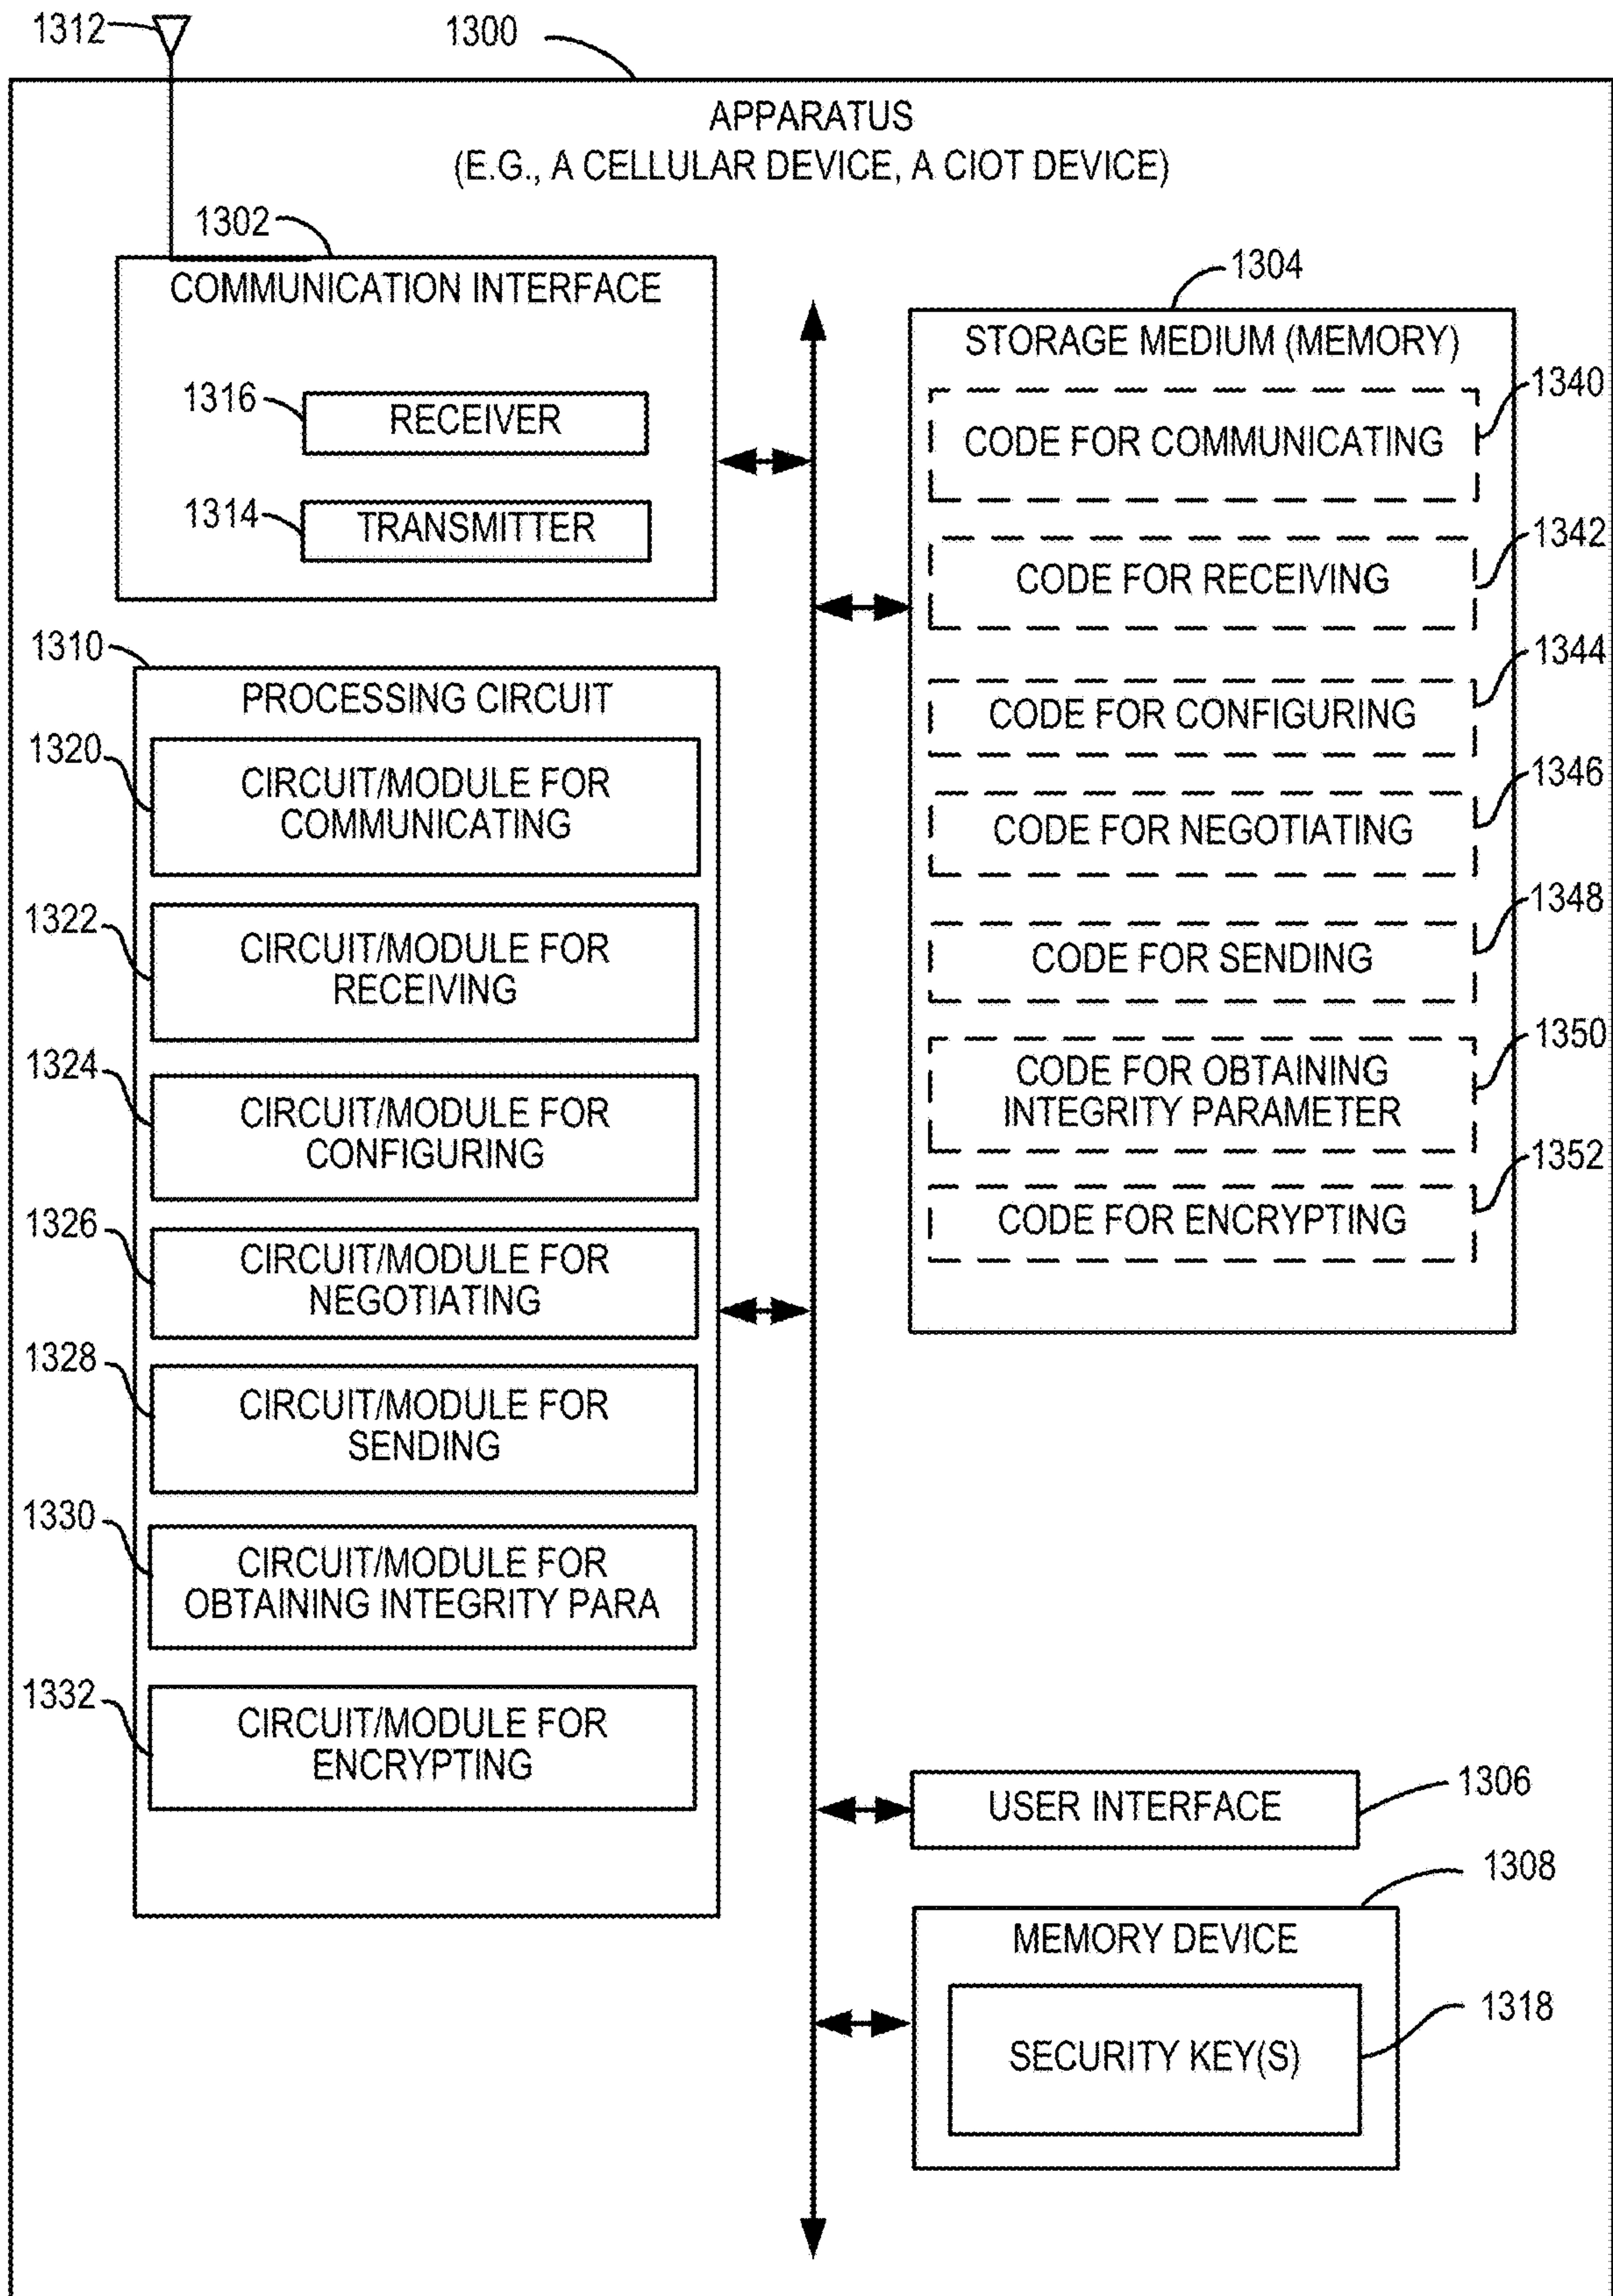 1312
1300
APPARATUS
(E.G., A CELLULAR DEVICE, A CIOT DEVICE)
1302
COMMUNICATION INTERFACE
1316
RECEIVER
1314
TRANSMITTER
1304
STORAGE MEDIUM (MEMORY)
1340
CODE FOR COMMUNICATING
1342
CODE FOR RECEIVING
1344
CODE FOR CONFIGURING
1346
CODE FOR NEGOTIATING
1348
CODE FOR SENDING
1350
CODE FOR OBTAINING
INTEGRITY PARAMETER
1352
CODE FOR ENCRYPTING
1310
PROCESSING CIRCUIT
1320
CIRCUIT/MODULE FOR
COMMUNICATING
1322
CIRCUIT/MODULE FOR
RECEIVING
1324
CIRCUIT/MODULE FOR
CONFIGURING
1326
CIRCUIT/MODULE FOR
NEGOTIATING
1328
CIRCUIT/MODULE FOR
SENDING
1330
CIRCUIT/MODULE FOR
OBTAINING INTEGRITY PARA
1332
CIRCUIT/MODULE FOR
ENCRYPTING
1306
USER INTERFACE
1308
MEMORY DEVICE
1318
SECURITY KEY(S)